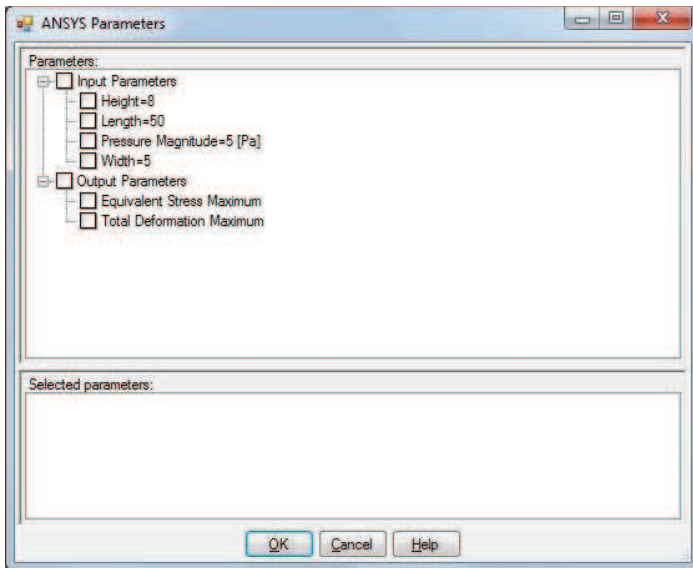 ANSYS Parameters
Parameters:
Input Parameters
Height=8
Length=50
Pressure Magnitude=5 [Pa]
Width=5
Output Parameters
Equivalent Stress Maximum
Total Deformation Maximum
Selected parameters:
OK Cancel Help